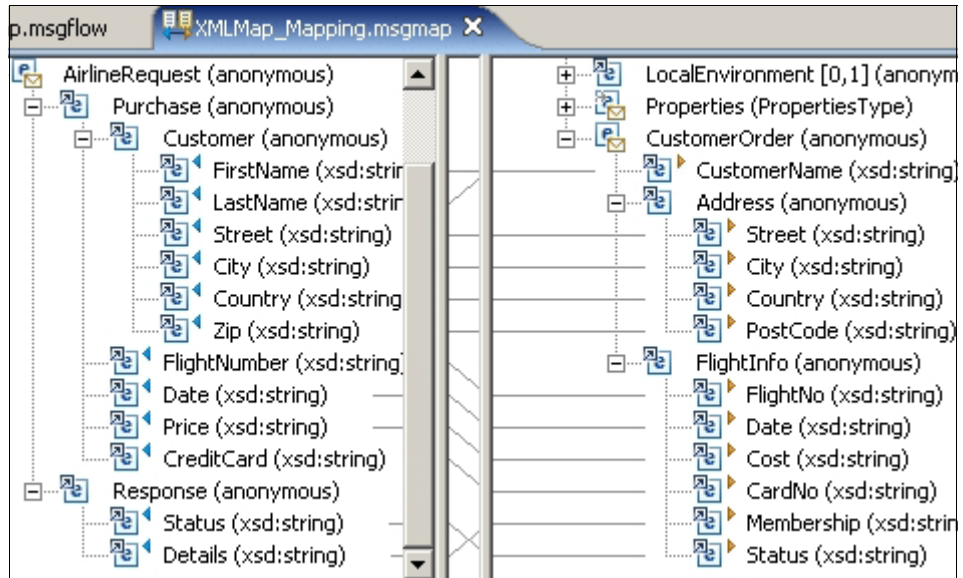 p.msgflow
XMLMap_Mapping.msgmap
AirlineRequest (anonymous)
Purchase (anonymous)
Customer (anonymous)
FirstName (xsd:strir
LastName (xsd:strir
Street (xsd:string)
City (xsd:string)
Country (xsd:string
Zip (xsd:string)
FlightNumber (xsd:string)
Date (xsd:string)
Price (xsd:string)
CreditCard (xsd:string)
Response (anonymous)
Status (xsd:string)
Details (xsd:string)
LocalEnvironment [0,1] (anonym
Properties (PropertiesType)
CustomerOrder (anonymous)
CustomerName (xsd:string)
Address (anonymous)
Street (xsd:string)
City (xsd:string)
Country (xsd:string)
PostCode (xsd:string)
FlightInfo (anonymous)
FlightNo (xsd:string)
Date (xsd:string)
Cost (xsd:string)
CardNo (xsd:string)
Membership (xsd:strin
Status (xsd:string)